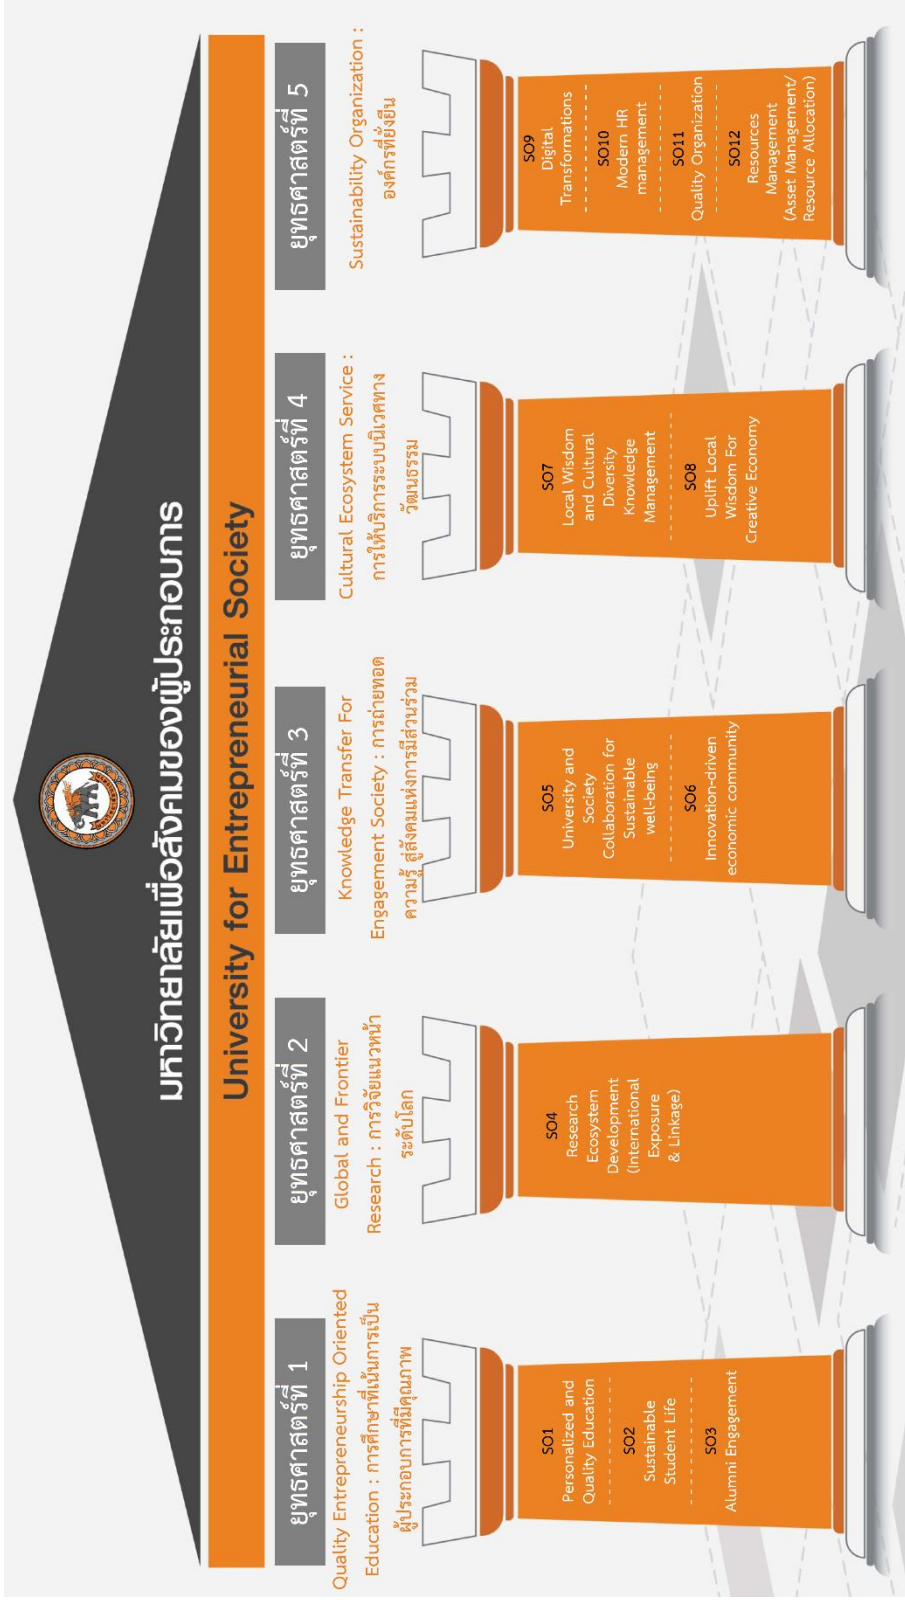 มหาวิทยาลัยเพื่อสังคมของผู้ประกอบการ
University for Entrepreneurial Society
ยุทธศาสตร์ที่ 1
Quality Entrepreneurship Oriented
Education : การศึกษาที่เน้นการเป็น
ผู้ประกอบการที่มีคุณภาพ
SO1
Personalized and
Quality Education
SO2
Sustainable
Student Life
SO3
Alumni Engagement
ยุทธศาสตร์ที่ 2
Global and Frontier
Research : การวิจัยแนวหน้า
ระดับโลก
SO4
Research
Ecosystem
Development
(International
Exposure
& Linkage)
ยุทธศาสตร์ที่ 3
Knowledge Transfer For
Engagement Society : การถ่ายทอด
ความรู้ สู่สังคมแห่งการมีส่วนร่วม
SO5
University and
Society
Collaboration for
Sustainable
well-being
SO6
Innovation-driven
economic community
ยุทธศาสตร์ที่ 4
Cultural Ecosystem Service :
การให้บริการระบบนิเวศทาง
วัฒนธรรม
SO7
Local Wisdom
and Cultural
Diversity
Knowledge
Management
SO8
Uplift Local
Wisdom For
Creative Economy
ยุทธศาสตร์ที่ 5
Sustainability Organization :
องค์กรที่ยั่งยืน
SO9
Digital
Transformations
SO10
Modern HR
management
SO11
Quality Organization
SO12
Resources
Management
(Asset Management/
Resource Allocation)